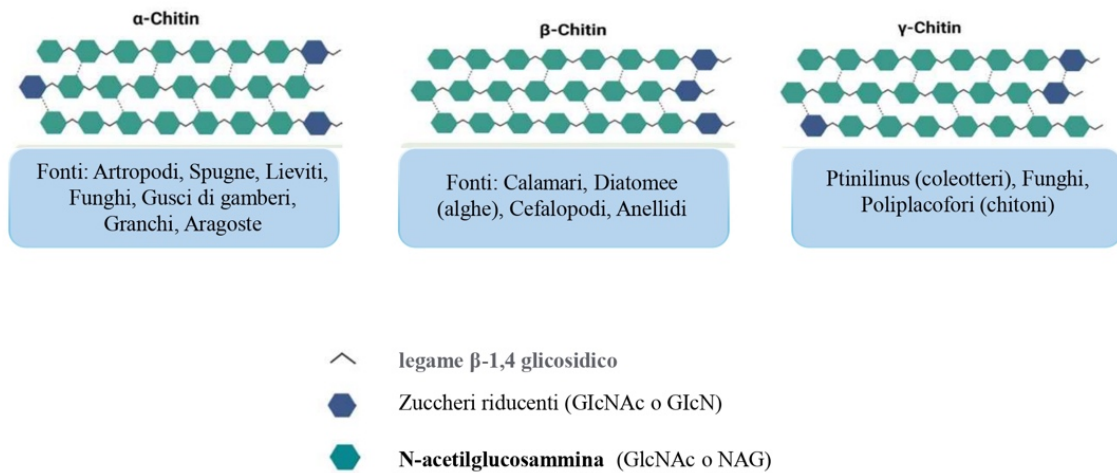 α-Chitin
β-Chitin
γ-Chitin
Fonti: Artropodi, Spugne, Lieviti,
Funghi, Gusci di gamberi,
Granchi, Aragoste
Fonti: Calamari, Diatomee
(alghe), Cefalopodi, Anellidi
Ptinilinus (coleotteri), Funghi,
Poliplacofori (chitoni)
legame β-1,4 glicosidico
Zuccheri riducenti (GlcNAc o GlcN)
N-acetilglucosammina (GlcNAc o NAG)